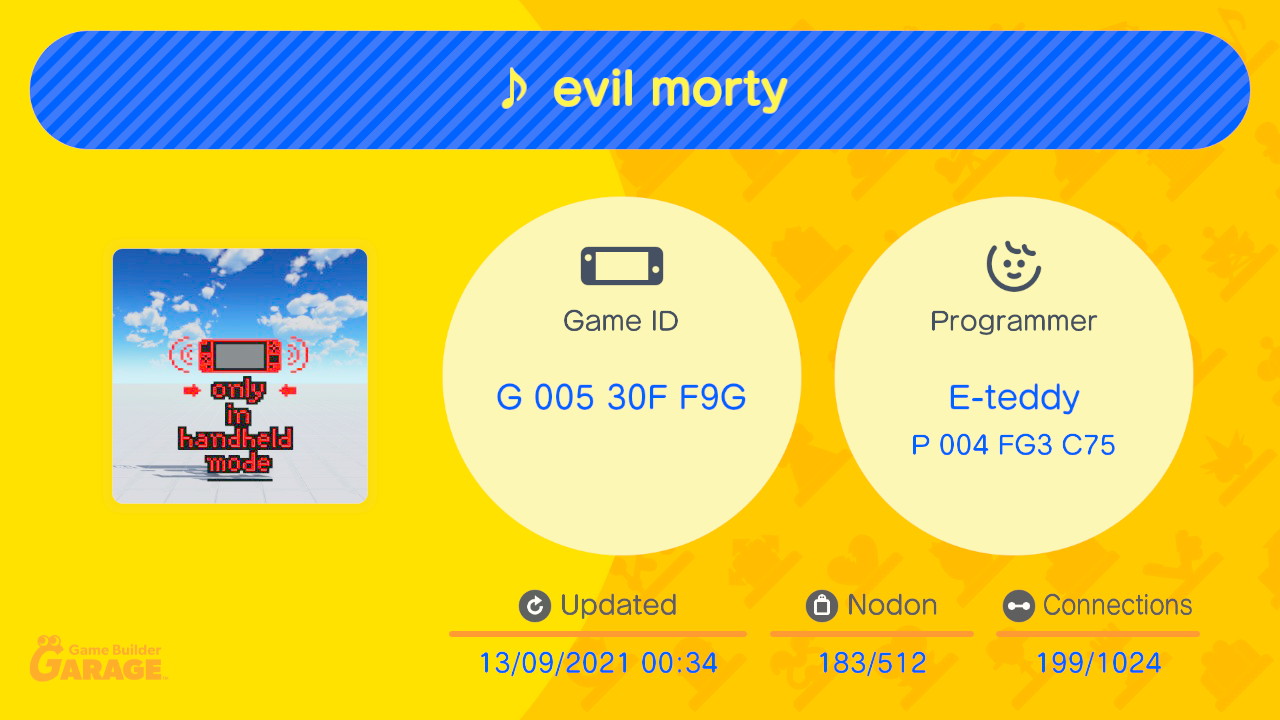 ♪ evil morty
only
in
handheld
mode
Game ID
G 005 30F F9G
Programmer
E-teddy
P 004 FG3 C75
Updated
13/09/2021 00:34
Nodon
183/512
Connections
199/1024
Game Builder
GARAGE™